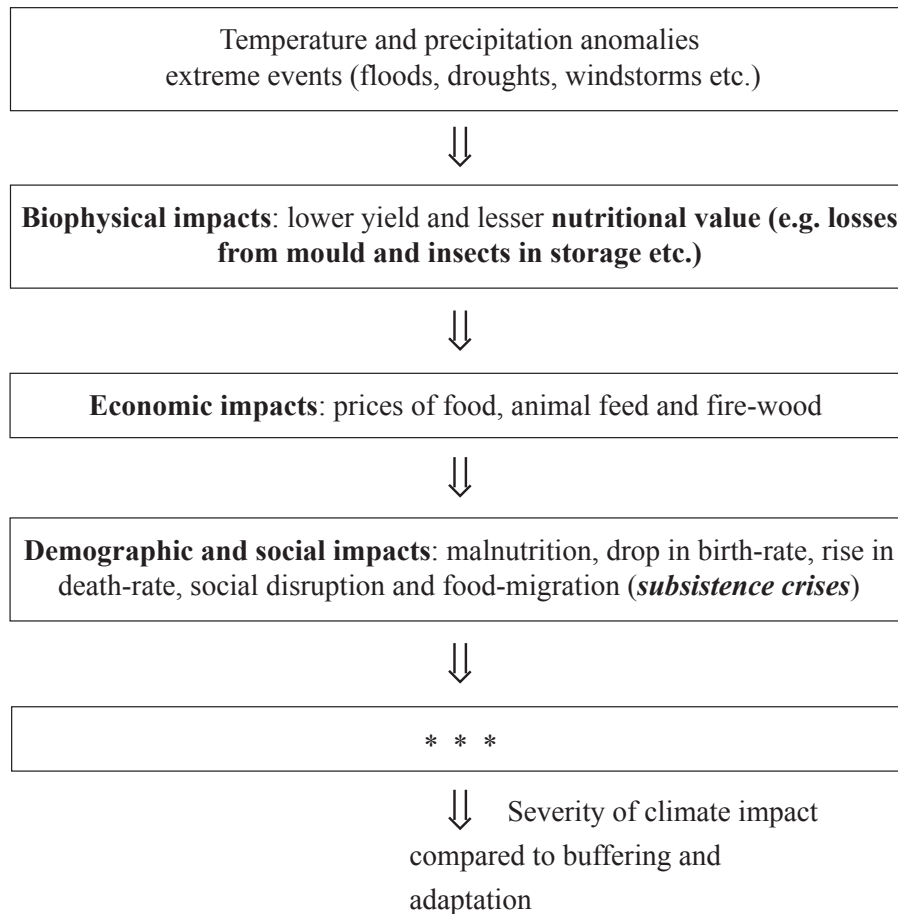 Temperature and precipitation anomalies
extreme events (floods, droughts, windstorms etc.)
⇓
Biophysical impacts: lower yield and lesser nutritional value (e.g. losses
from mould and insects in storage etc.)
⇓
Economic impacts: prices of food, animal feed and fire-wood
⇓
Demographic and social impacts: malnutrition, drop in birth-rate, rise in
death-rate, social disruption and food-migration (subsistence crises)
⇓
* * *
⇓ Severity of climate impact
compared to buffering and
adaptation